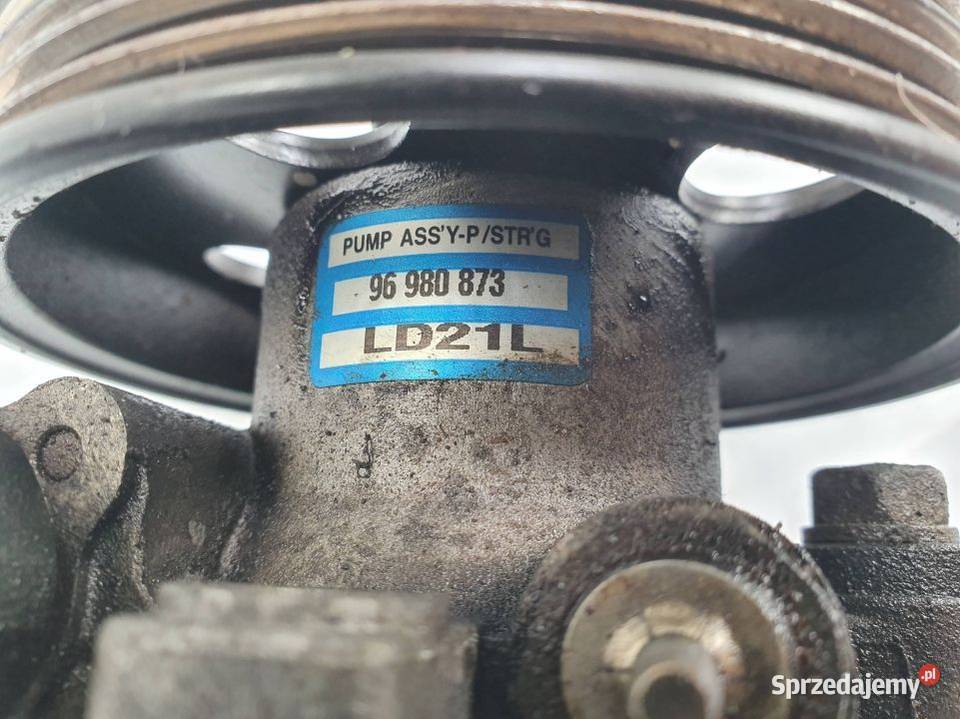 PUMP ASS'Y-P/STR'G
96 980 873
LD21L
Sprzedajemy.pl